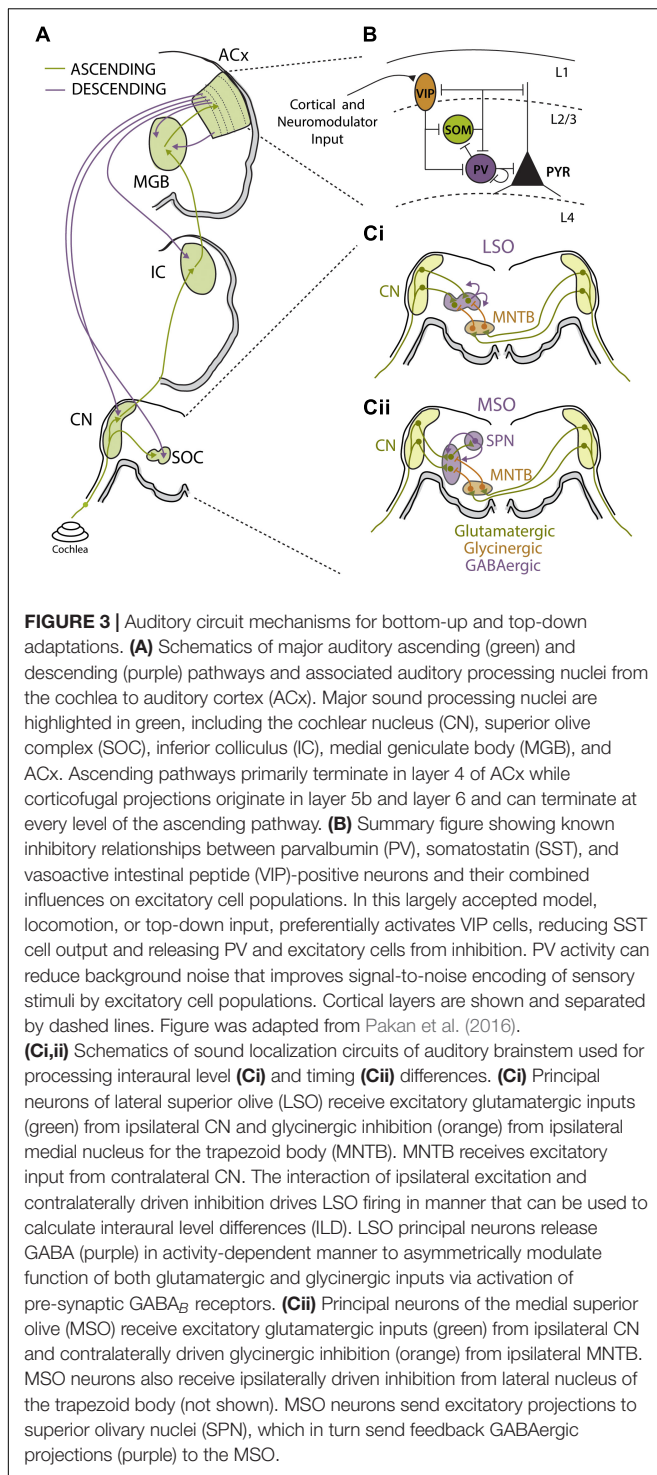 A
ACx
ASCENDING
DESCENDING
MGB
IC
CN
SOC
Cochlea
B
L1
VIP
Cortical and
Neuromodulator
Input
L2/3
SOM
PV
PYR
L4
Ci
LSO
CN
MNTB
Cii
MSO
CN
SPN
MNTB
Glutamatergic
Glycinergic
GABAergic
FIGURE 3 | Auditory circuit mechanisms for bottom-up and top-down
adaptations. (A) Schematics of major auditory ascending (green) and
descending (purple) pathways and associated auditory processing nuclei from
the cochlea to auditory cortex (ACx). Major sound processing nuclei are
highlighted in green, including the cochlear nucleus (CN), superior olive
complex (SOC), inferior colliculus (IC), medial geniculate body (MGB), and
ACx. Ascending pathways primarily terminate in layer 4 of ACx while
corticofugal projections originate in layer 5b and layer 6 and can terminate at
every level of the ascending pathway. (B) Summary figure showing known
inhibitory relationships between parvalbumin (PV), somatostatin (SST), and
vasoactive intestinal peptide (VIP)-positive neurons and their combined
influences on excitatory cell populations. In this largely accepted model,
locomotion, or top-down input, preferentially activates VIP cells, reducing SST
cell output and releasing PV and excitatory cells from inhibition. PV activity can
reduce background noise that improves signal-to-noise encoding of sensory
stimuli by excitatory cell populations. Cortical layers are shown and separated
by dashed lines. Figure was adapted from Pakan et al. (2016).
(Ci,ii) Schematics of sound localization circuits of auditory brainstem used for
processing interaural level (Ci) and timing (Cii) differences. (Ci) Principal
neurons of lateral superior olive (LSO) receive excitatory glutamatergic inputs
(green) from ipsilateral CN and glycinergic inhibition (orange) from ipsilateral
medial nucleus for the trapezoid body (MNTB). MNTB receives excitatory
input from contralateral CN. The interaction of ipsilateral excitation and
contralaterally driven inhibition drives LSO firing in manner that can be used to
calculate interaural level differences (ILD). LSO principal neurons release
GABA (purple) in activity-dependent manner to asymmetrically modulate
function of both glutamatergic and glycinergic inputs via activation of
pre-synaptic GABA_B receptors. (Cii) Principal neurons of the medial superior
olive (MSO) receive excitatory glutamatergic inputs (green) from ipsilateral CN
and contralaterally driven glycinergic inhibition (orange) from ipsilateral MNTB.
MSO neurons also receive ipsilaterally driven inhibition from lateral nucleus of
the trapezoid body (not shown). MSO neurons send excitatory projections to
superior olivary nuclei (SPN), which in turn send feedback GABAergic
projections (purple) to the MSO.